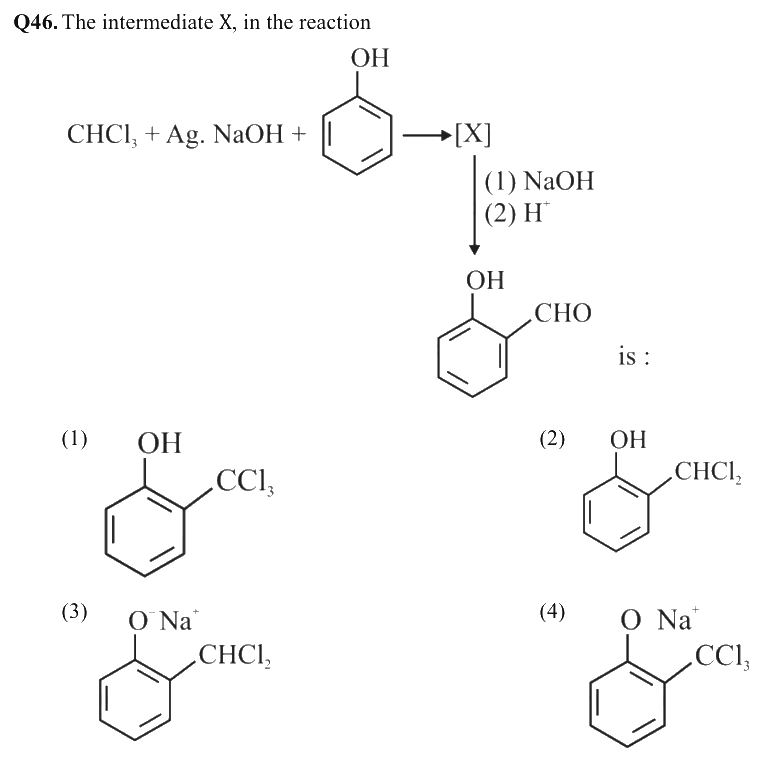 Q46. The intermediate X, in the reaction
OH
CHCl₃ + Ag. NaOH + → [X]
(1) NaOH
(2) H⁺
OH
CHO
is :
(1) OH
CCl₃
(2) OH
CHCl₂
(3) O⁻ Na⁺
CHCl₂
(4) O Na⁺
CCl₃